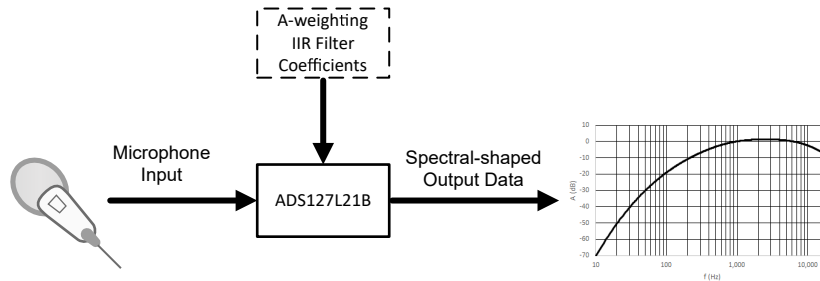 A-weighting
IIR Filter
Coefficients
Microphone
Input
ADS127L21B
Spectral-shaped
Output Data
10
0
-10
-20
-30
-40
-50
-60
-70
A (dB)
10
100
1,000
10,000
f (Hz)